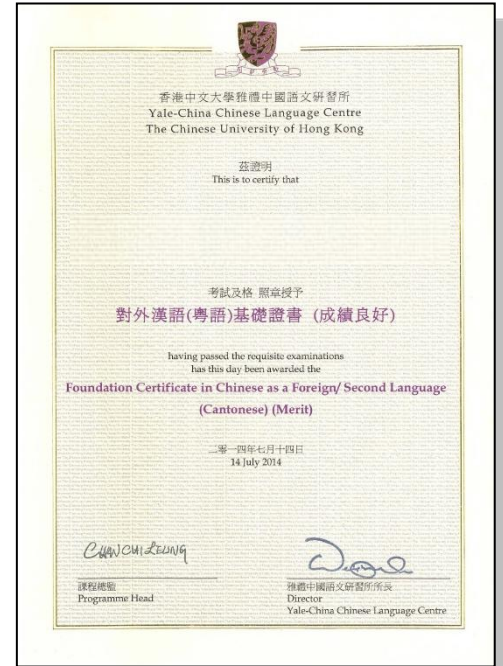 香港中文大學雅禮中國語文研習所
Yale-China Chinese Language Centre
The Chinese University of Hong Kong
茲證明
This is to certify that
考試及格 照章授予
對外漢語(粵語)基礎證書 (成績良好)
having passed the requisite examinations
has this day been awarded the
Foundation Certificate in Chinese as a Foreign/ Second Language
(Cantonese) (Merit)
二零一四年七月十四日
14 July 2014
CHAN CHI LEUNG
課程總監
Programme Head
雅禮中國語文研習所所長
Director
Yale-China Chinese Language Centre